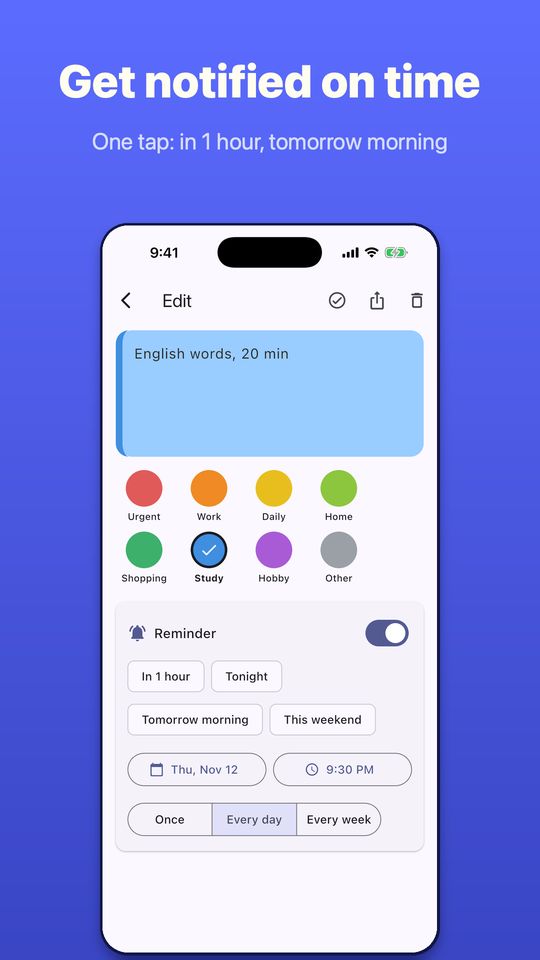 Get notified on time
One tap: in 1 hour, tomorrow morning
9:41
Edit
English words, 20 min
Urgent Work Daily Home
Shopping Study Hobby Other
Reminder
In 1 hour Tonight
Tomorrow morning This weekend
Thu, Nov 12 9:30 PM
Once Every day Every week